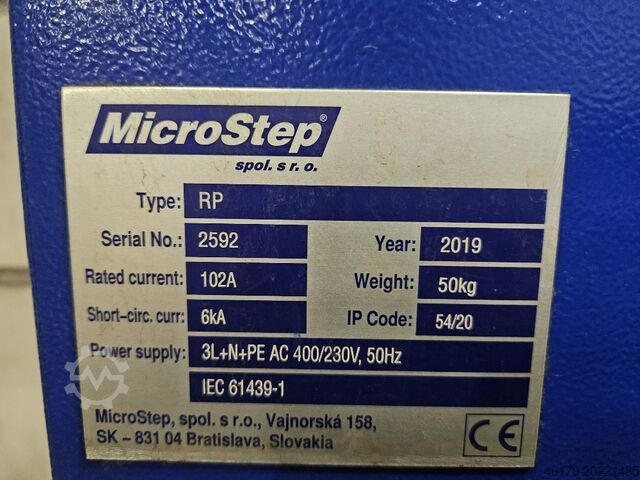 MicroStep®
spol. s r. o.
Type: RP
Serial No.: 2592 Year: 2019
Rated current: 102A Weight: 50kg
Short-circ. curr: 6kA IP Code: 54/20
Power supply: 3L+N+PE AC 400/230V, 50Hz
IEC 61439-1
MicroStep, spol. s r.o., Vajnorská 158,
SK – 831 04 Bratislava, Slovakia
CE